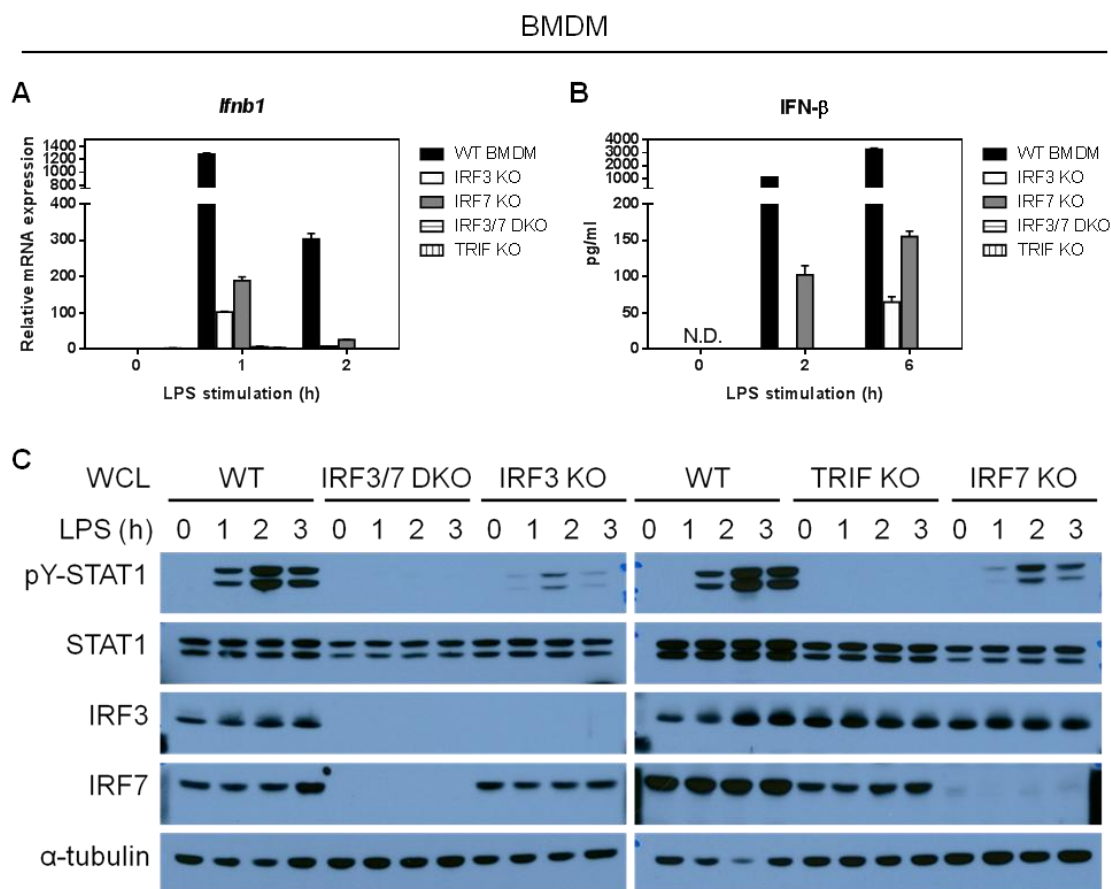 BMDM
A
Ifnb1
Relative mRNA expression
1400
1200
1000
800
400
300
200
100
0
0
1
2
LPS stimulation (h)
WT BMDM
IRF3 KO
IRF7 KO
IRF3/7 DKO
TRIF KO
B
IFN-β
pg/ml
4000
3000
2000
1000
200
150
100
50
0
N.D.
0
2
6
LPS stimulation (h)
WT BMDM
IRF3 KO
IRF7 KO
IRF3/7 DKO
TRIF KO
C
WCL WT IRF3/7 DKO IRF3 KO WT TRIF KO IRF7 KO
LPS (h) 0 1 2 3 0 1 2 3 0 1 2 3 0 1 2 3 0 1 2 3 0 1 2 3
pY-STAT1
STAT1
IRF3
IRF7
α-tubulin